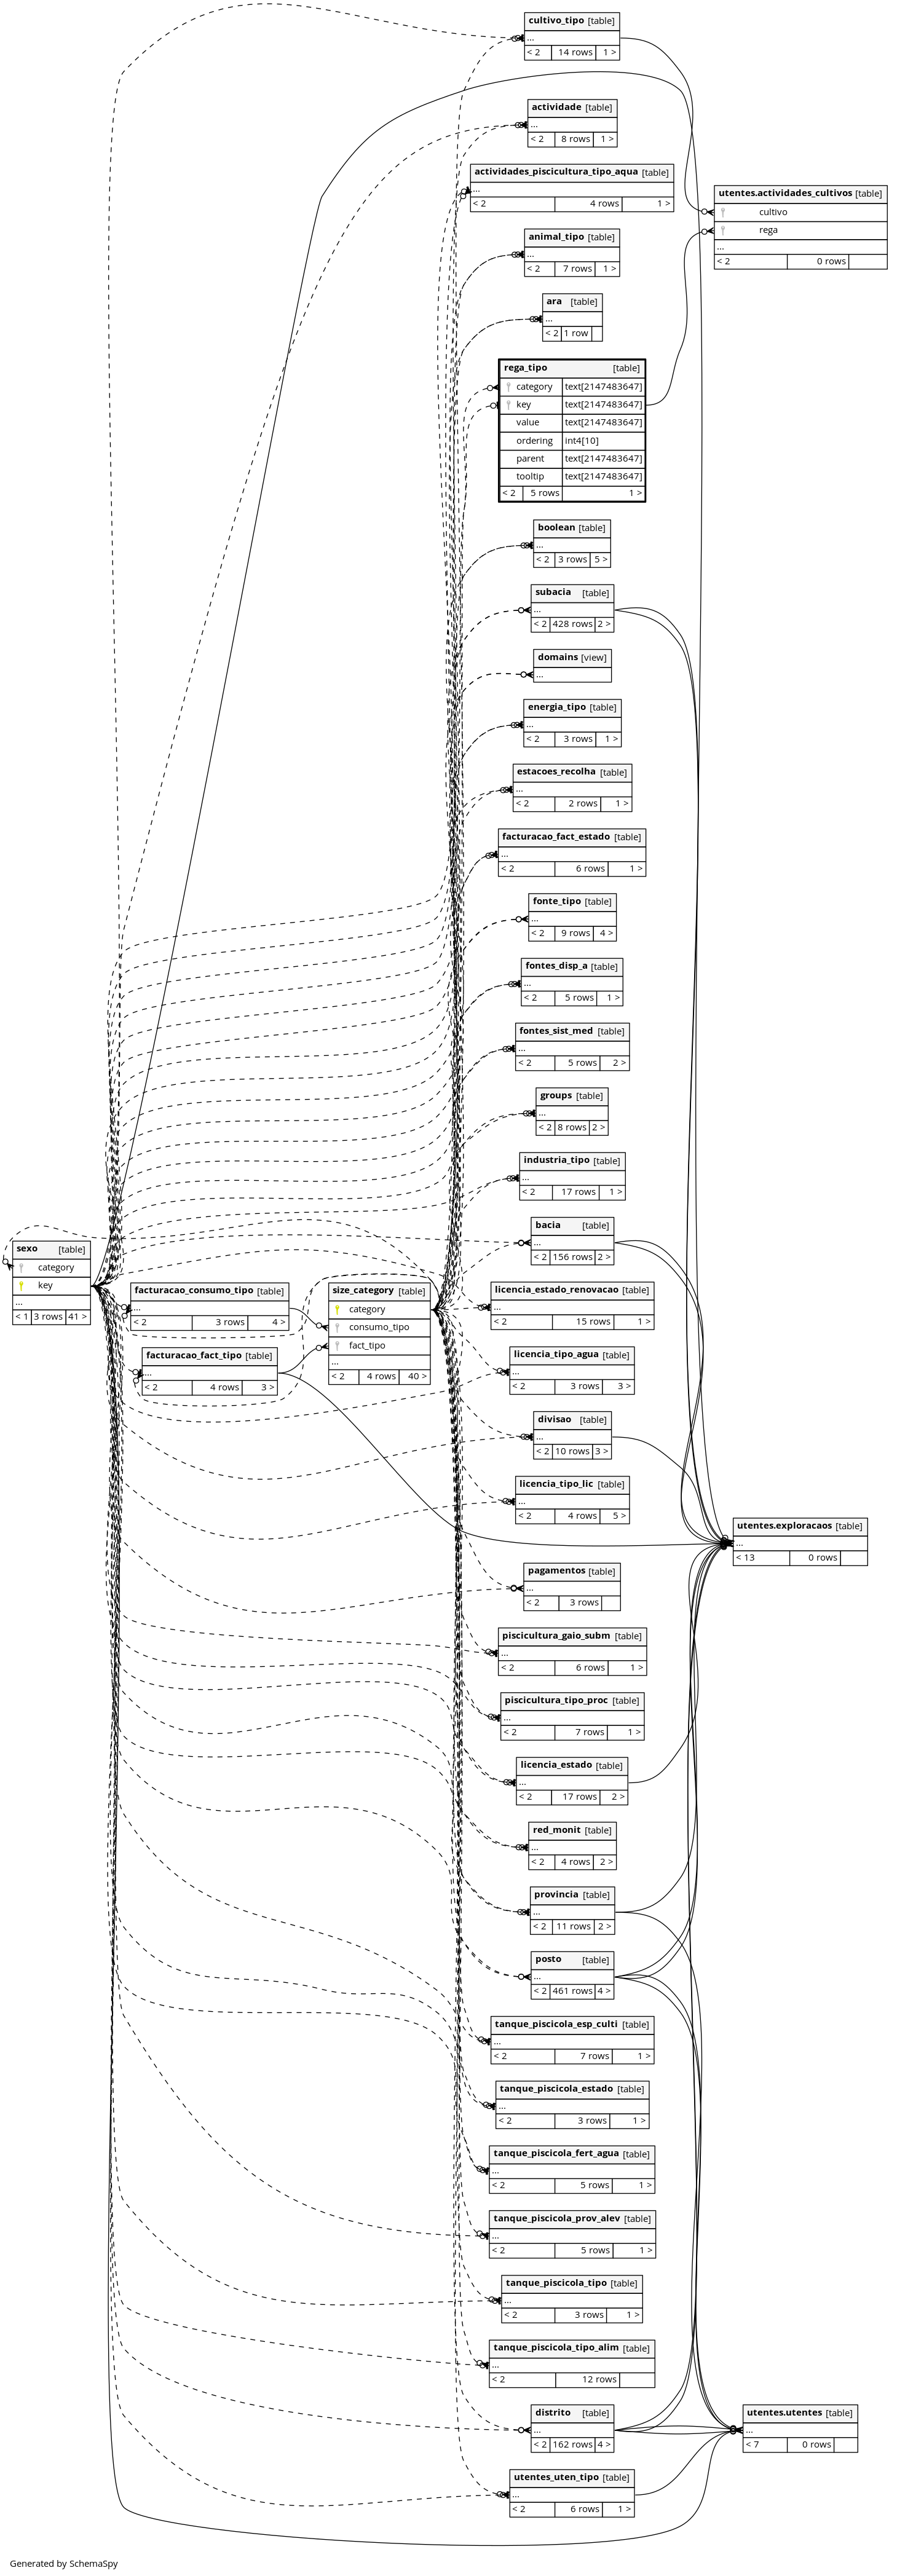 cultivo_tipo [table]
...
< 2 14 rows 1 >
actividade [table]
...
< 2 8 rows 1 >
actividades_piscicultura_tipo_aqua [table]
...
< 2 4 rows 1 >
utentes.actividades_cultivos [table]
cultivo
rega
...
< 2 0 rows
animal_tipo [table]
...
< 2 7 rows 1 >
ara [table]
...
< 2 1 row
rega_tipo [table]
category text[2147483647]
key text[2147483647]
value text[2147483647]
ordering int4[10]
parent text[2147483647]
tooltip text[2147483647]
< 2 5 rows 1 >
boolean [table]
...
< 2 3 rows 5 >
subacia [table]
...
< 2 428 rows 2 >
domains [view]
...
energia_tipo [table]
...
< 2 3 rows 1 >
estacoes_recolha [table]
...
< 2 2 rows 1 >
facturacao_fact_estado [table]
...
< 2 6 rows 1 >
fonte_tipo [table]
...
< 2 9 rows 4 >
fontes_disp_a [table]
...
< 2 5 rows 1 >
fontes_sist_med [table]
...
< 2 5 rows 2 >
groups [table]
...
< 2 8 rows 2 >
industria_tipo [table]
...
< 2 17 rows 1 >
bacia [table]
...
< 2 156 rows 2 >
sexo [table]
category
key
...
< 1 3 rows 41 >
facturacao_consumo_tipo [table]
...
< 2 3 rows 4 >
facturacao_fact_tipo [table]
...
< 2 4 rows 3 >
size_category [table]
category
consumo_tipo
fact_tipo
...
< 2 4 rows 40 >
licencia_estado_renovacao [table]
...
< 2 15 rows 1 >
licencia_tipo_agua [table]
...
< 2 3 rows 3 >
divisao [table]
...
< 2 10 rows 3 >
licencia_tipo_lic [table]
...
< 2 4 rows 5 >
utentes.exploracaos [table]
...
< 13 0 rows
pagamentos [table]
...
< 2 3 rows
piscicultura_gaio_subm [table]
...
< 2 6 rows 1 >
piscicultura_tipo_proc [table]
...
< 2 7 rows 1 >
licencia_estado [table]
...
< 2 17 rows 2 >
red_monit [table]
...
< 2 4 rows 2 >
provincia [table]
...
< 2 11 rows 2 >
posto [table]
...
< 2 461 rows 4 >
tanque_piscicola_esp_culti [table]
...
< 2 7 rows 1 >
tanque_piscicola_estado [table]
...
< 2 3 rows 1 >
tanque_piscicola_fert_agua [table]
...
< 2 5 rows 1 >
tanque_piscicola_prov_alev [table]
...
< 2 5 rows 1 >
tanque_piscicola_tipo [table]
...
< 2 3 rows 1 >
tanque_piscicola_tipo_alim [table]
...
< 2 12 rows
distrito [table]
...
< 2 162 rows 4 >
utentes.utentes [table]
...
< 7 0 rows
utentes_uten_tipo [table]
...
< 2 6 rows 1 >
Generated by SchemaSpy